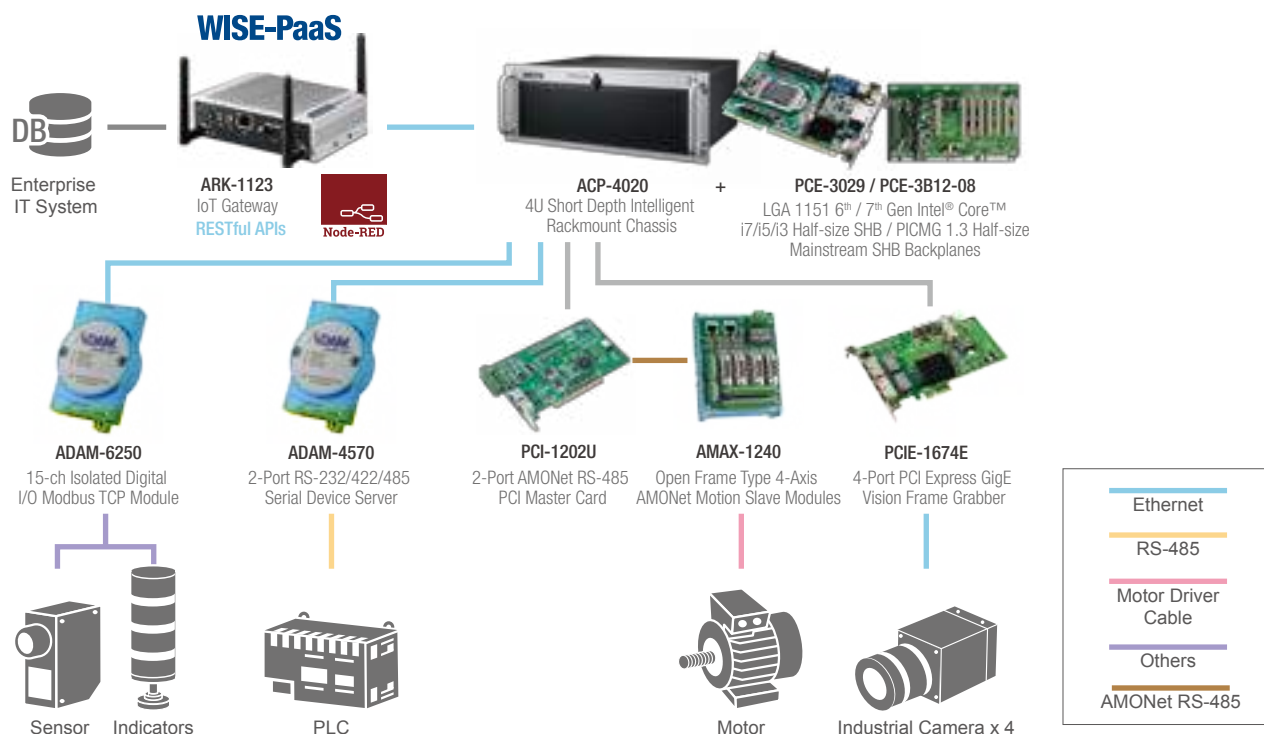 WISE-PaaS
DB
Enterprise
IT System
ARK-1123
IoT Gateway
RESTful APIs
Node-RED
ACP-4020
4U Short Depth Intelligent
Rackmount Chassis
+
PCE-3029 / PCE-3B12-08
LGA 1151 6th / 7th Gen Intel® Core™
i7/i5/i3 Half-size SHB / PICMG 1.3 Half-size
Mainstream SHB Backplanes
ADAM
ADAM
ADAM-6250
15-ch Isolated Digital
I/O Modbus TCP Module
ADAM-4570
2-Port RS-232/422/485
Serial Device Server
PCI-1202U
2-Port AMONet RS-485
PCI Master Card
AMAX-1240
Open Frame Type 4-Axis
AMONet Motion Slave Modules
PCIE-1674E
4-Port PCI Express GigE
Vision Frame Grabber
Sensor
Indicators
PLC
Motor
Industrial Camera x 4
Ethernet
RS-485
Motor Driver
Cable
Others
AMONet RS-485